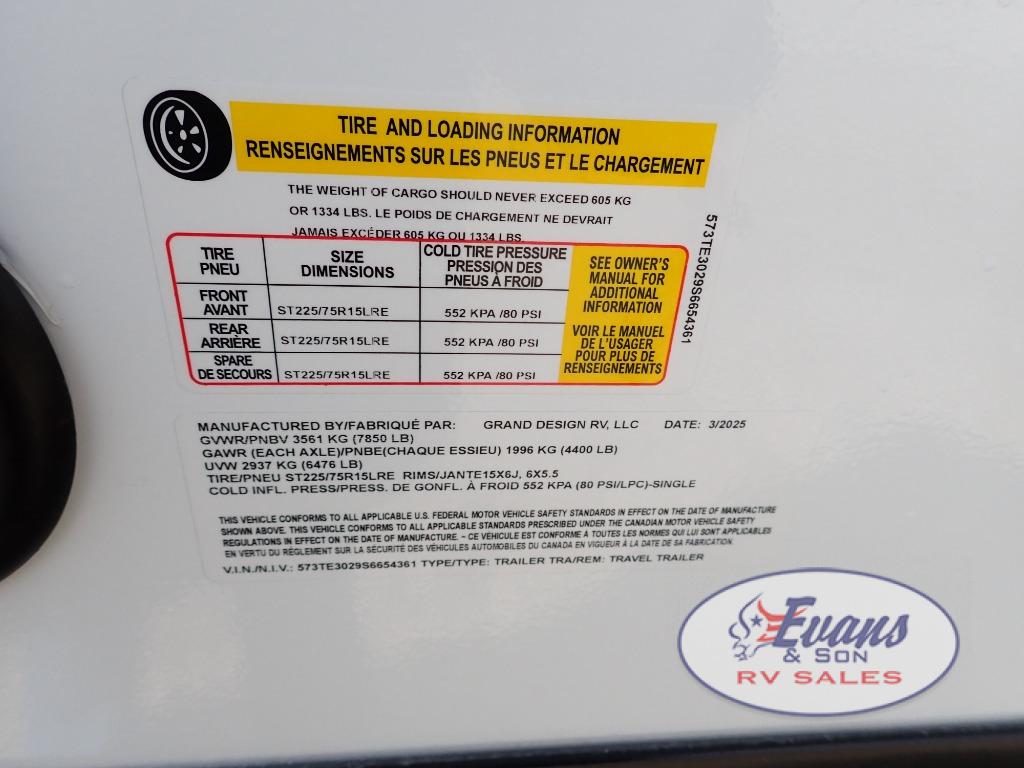 TIRE AND LOADING INFORMATION
RENSEIGNEMENTS SUR LES PNEUS ET LE CHARGEMENT
THE WEIGHT OF CARGO SHOULD NEVER EXCEED 605 KG
OR 1334 LBS. LE POIDS DE CHARGEMENT NE DEVRAIT
JAMAIS EXCÉDER 605 KG OU 1334 LBS.
TIRE
PNEU
SIZE
DIMENSIONS
COLD TIRE PRESSURE
PRESSION DES
PNEUS À FROID
FRONT
AVANT
ST225/75R15LRE
552 KPA /80 PSI
REAR
ARRIÈRE
ST225/75R15LRE
552 KPA /80 PSI
SPARE
DE SECOURS
ST225/75R15LRE
552 KPA /80 PSI
SEE OWNER'S
MANUAL FOR
ADDITIONAL
INFORMATION
VOIR LE MANUEL
DE L'USAGER
POUR PLUS DE
RENSEIGNEMENTS
573TE3029S6654361
MANUFACTURED BY/FABRIQUÉ PAR: GRAND DESIGN RV, LLC DATE: 3/2025
GVWR/PNBV 3561 KG (7850 LB)
GAWR (EACH AXLE)/PNBE(CHAQUE ESSIEU) 1996 KG (4400 LB)
UVW 2937 KG (6476 LB)
TIRE/PNEU ST225/75R15LRE RIMS/JANTE15X6J, 6X5.5
COLD INFL. PRESS/PRESS. DE GONFL. À FROID 552 KPA (80 PSI/LPC)-SINGLE
THIS VEHICLE CONFORMS TO ALL APPLICABLE U.S. FEDERAL MOTOR VEHICLE SAFETY STANDARDS IN EFFECT ON THE DATE OF MANUFACTURE
SHOWN ABOVE. THIS VEHICLE CONFORMS TO ALL APPLICABLE STANDARDS PRESCRIBED UNDER THE CANADIAN MOTOR VEHICLE SAFETY
REGULATIONS IN EFFECT ON THE DATE OF MANUFACTURE. ~ CE VEHICULE EST CONFORME A TOUTES LES NORMES QUI LUI SONT APPLICABLES
EN VERTU DU RÈGLEMENT SUR LA SÉCURITÉ DES VÉHICULES AUTOMOBILES DU CANADA EN VIGUEUR À LA DATE DE SA FABRICATION.
V.I.N./N.I.V.: 573TE3029S6654361 TYPE/TYPE: TRAILER TRA/REM: TRAVEL TRAILER
Evans
& SON
RV SALES